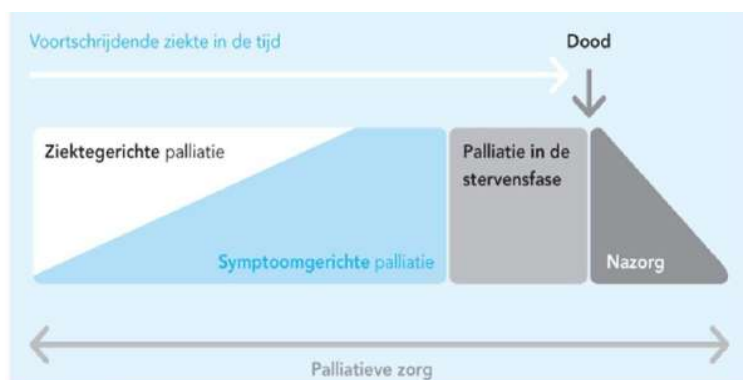 Voortschrijdende ziekte in de tijd
Dood
Ziektegerichte palliatie
Palliatie in de
stervensfase
Symptoomgerichte palliatie
Nazorg
Palliatieve zorg